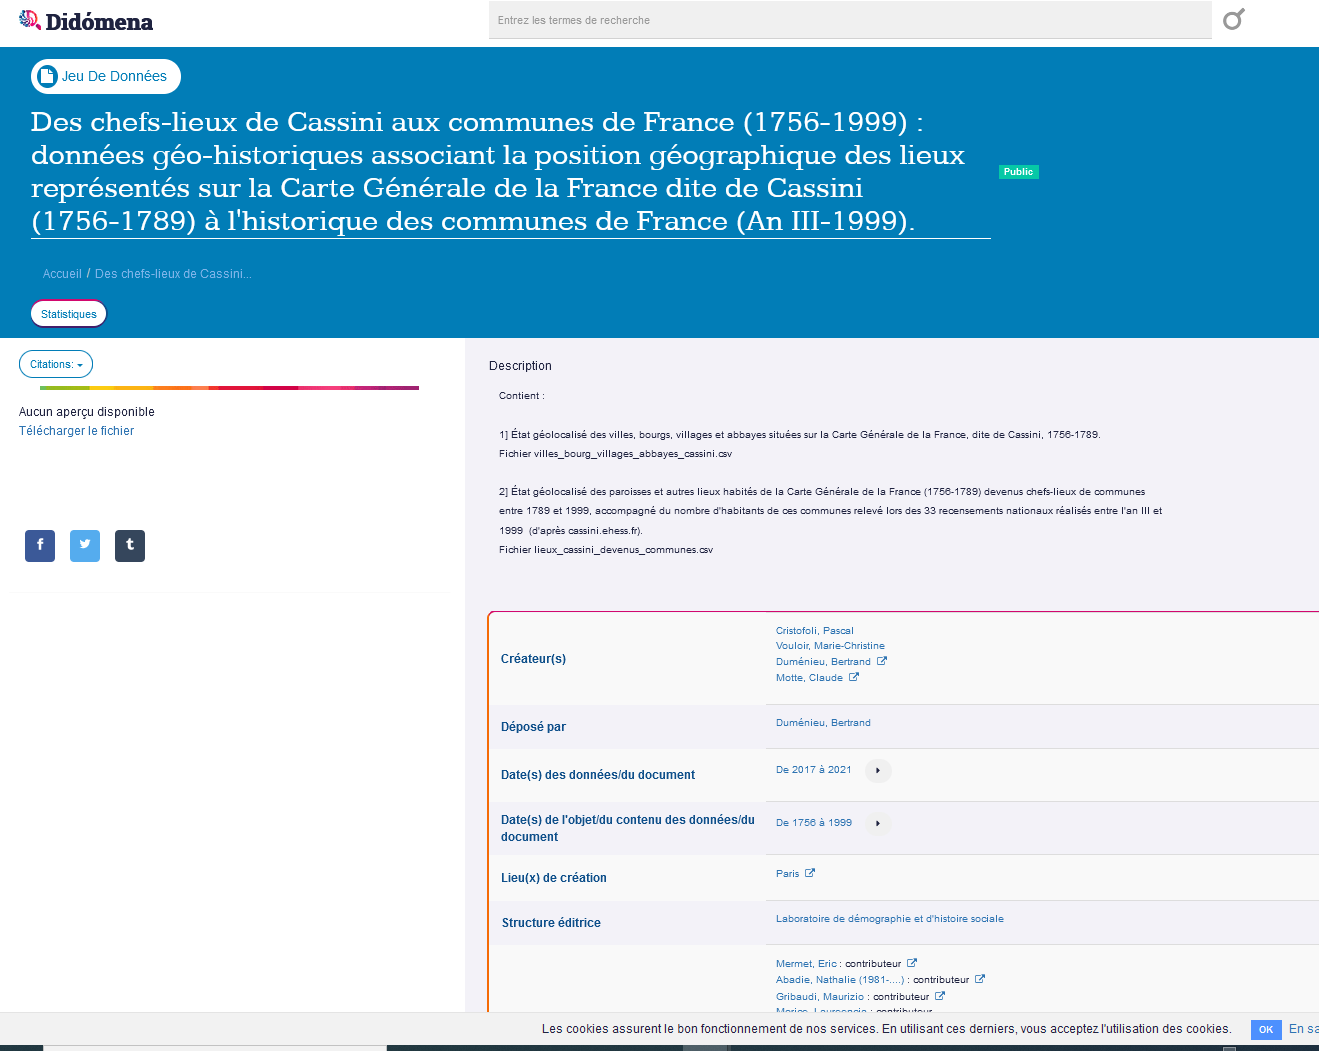 Didómena
Entrez les termes de recherche
Jeu De Données
Des chefs-lieux de Cassini aux communes de France (1756-1999) :
données géo-historiques associant la position géographique des lieux
représentés sur la Carte Générale de la France dite de Cassini
(1756-1789) à l'historique des communes de France (An III-1999).
Public
Accueil / Des chefs-lieux de Cassini...
Statistiques
Citations:
Aucun aperçu disponible
Télécharger le fichier
Description
Contient :
1] État géolocalisé des villes, bourgs, villages et abbayes situées sur la Carte Générale de la France, dite de Cassini, 1756-1789.
Fichier villes_bourg_villages_abbayes_cassini.csv
2] État géolocalisé des paroisses et autres lieux habités de la Carte Générale de la France (1756-1789) devenus chefs-lieux de communes
entre 1789 et 1999, accompagné du nombre d'habitants de ces communes relevé lors des 33 recensements nationaux réalisés entre l'an III et
1999 (d'après cassini.ehess.fr).
Fichier lieux_cassini_devenus_communes.csv
Créateur(s)
Cristofoli, Pascal
Vouloir, Marie-Christine
Duménieu, Bertrand
Motte, Claude
Déposé par
Duménieu, Bertrand
Date(s) des données/du document
De 2017 à 2021
Date(s) de l'objet/du contenu des données/du
document
De 1756 à 1999
Lieu(x) de création
Paris
Structure éditrice
Laboratoire de démographie et d'histoire sociale
Mermet, Eric : contributeur
Abadie, Nathalie (1981-....) : contributeur
Gribaudi, Maurizio : contributeur
Les cookies assurent le bon fonctionnement de nos services. En utilisant ces derniers, vous acceptez l'utilisation des cookies.
OK
En sa